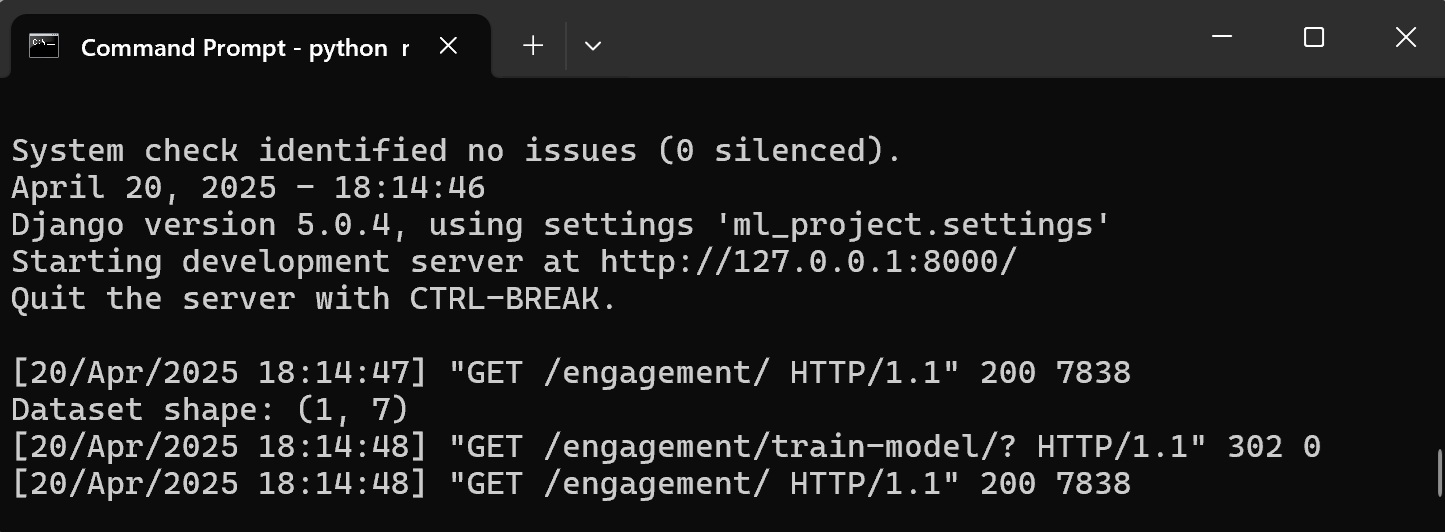 Command Prompt - python r
System check identified no issues (0 silenced).
April 20, 2025 - 18:14:46
Django version 5.0.4, using settings 'ml_project.settings'
Starting development server at http://127.0.0.1:8000/
Quit the server with CTRL-BREAK.
[20/Apr/2025 18:14:47] "GET /engagement/ HTTP/1.1" 200 7838
Dataset shape: (1, 7)
[20/Apr/2025 18:14:48] "GET /engagement/train-model/? HTTP/1.1" 302 0
[20/Apr/2025 18:14:48] "GET /engagement/ HTTP/1.1" 200 7838